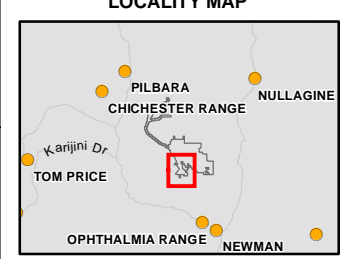 LOCALITY MAP
PILBARA
CHICHESTER RANGE
NULLAGINE
Karijini Dr
TOM PRICE
OPHTHALMIA RANGE
NEWMAN